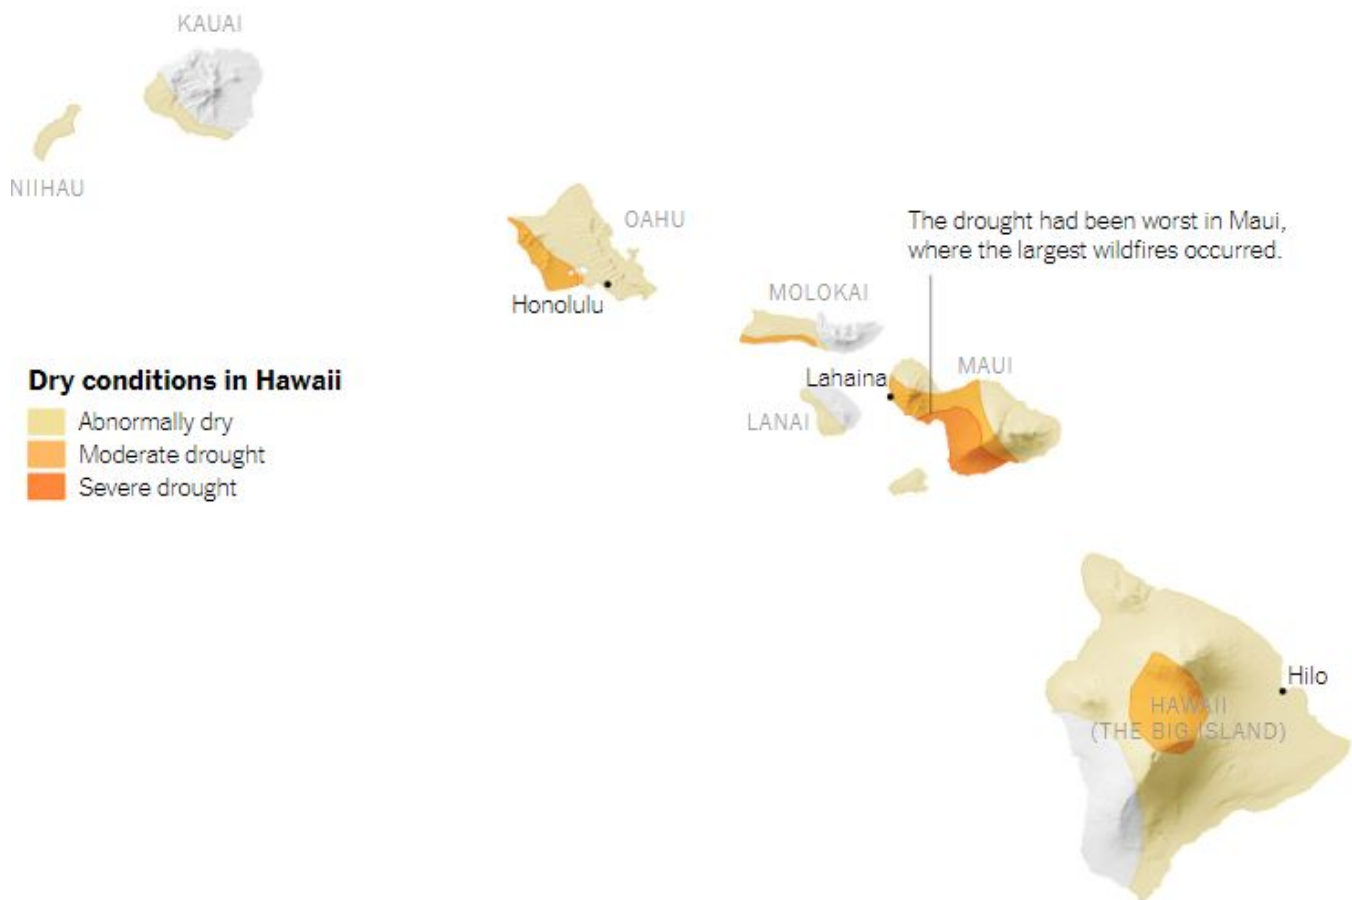 KAUAI
NIIHAU
OAHU
Honolulu
The drought had been worst in Maui,
where the largest wildfires occurred.
MOLOKAI
MAUI
Lahaina
LANAI
Dry conditions in Hawaii
Abnormally dry
Moderate drought
Severe drought
Hilo
HAWAII
(THE BIG ISLAND)